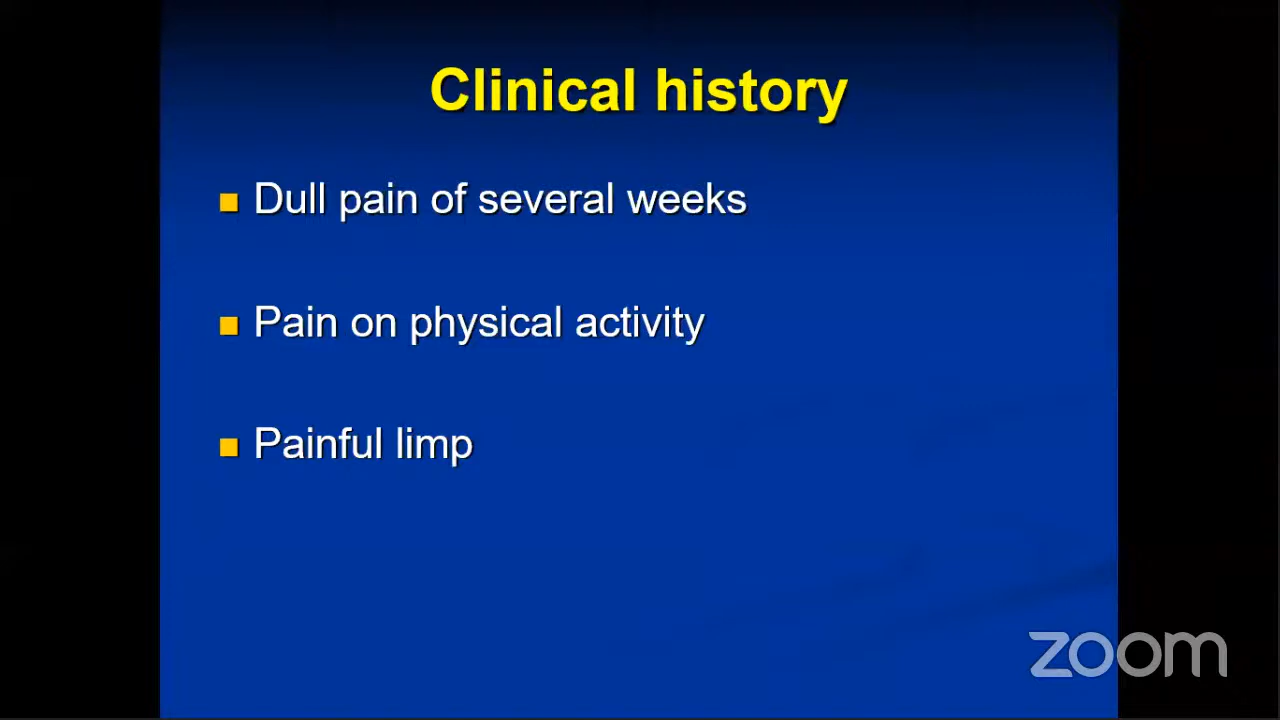 Clinical history
Dull pain of several weeks
Pain on physical activity
Painful limp
zoom